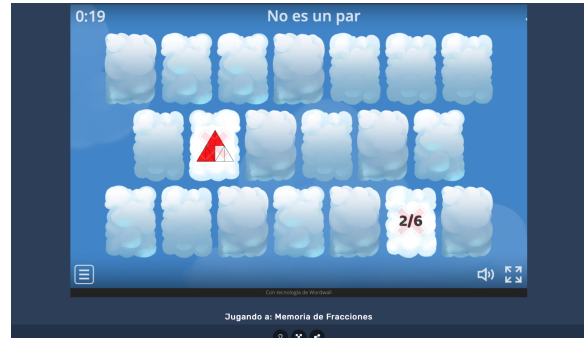 0:19
No es un par
2/6
Con tecnología de Wordwall
Jugando a: Memoria de Fracciones